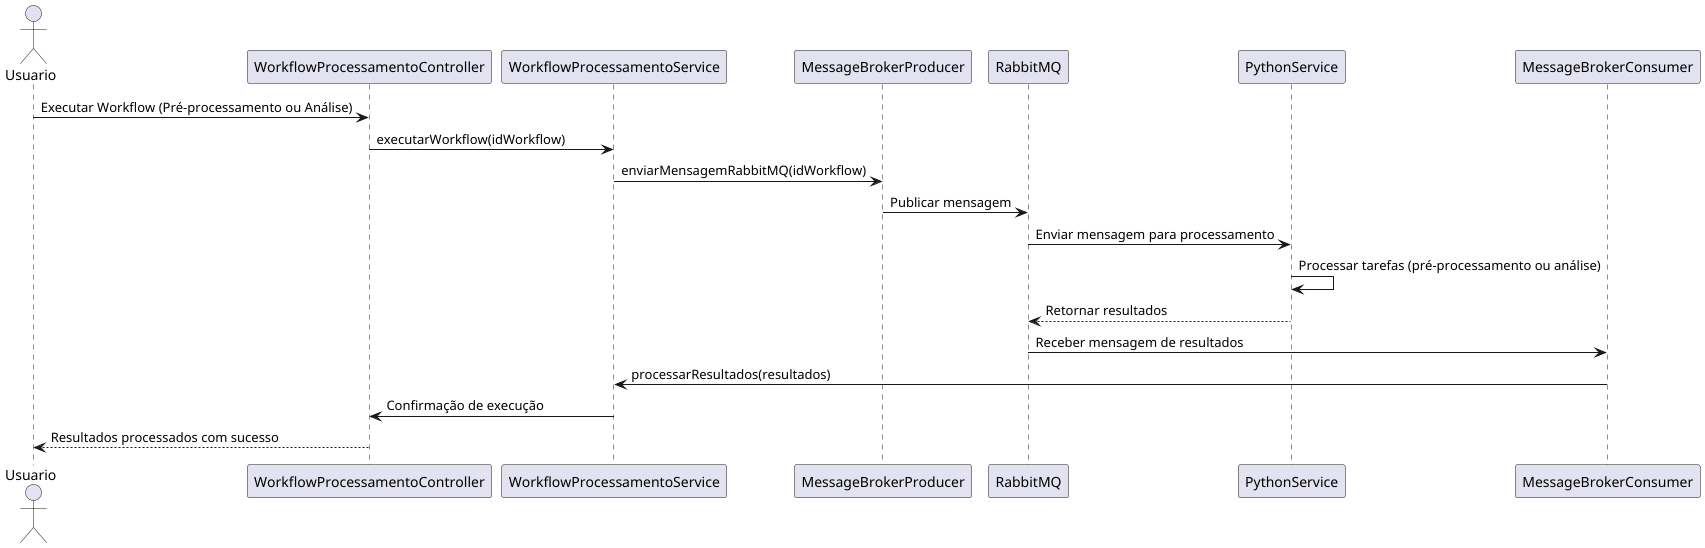 Usuario
WorkflowProcessamentoController
WorkflowProcessamentoService
MessageBrokerProducer
RabbitMQ
PythonService
MessageBrokerConsumer
Executar Workflow (Pré-processamento ou Análise)
executarWorkflow(idWorkflow)
enviarMensagemRabbitMQ(idWorkflow)
Publicar mensagem
Enviar mensagem para processamento
Processar tarefas (pré-processamento ou análise)
Retornar resultados
Receber mensagem de resultados
processarResultados(resultados)
Confirmação de execução
Resultados processados com sucesso
Usuario
WorkflowProcessamentoController
WorkflowProcessamentoService
MessageBrokerProducer
RabbitMQ
PythonService
MessageBrokerConsumer